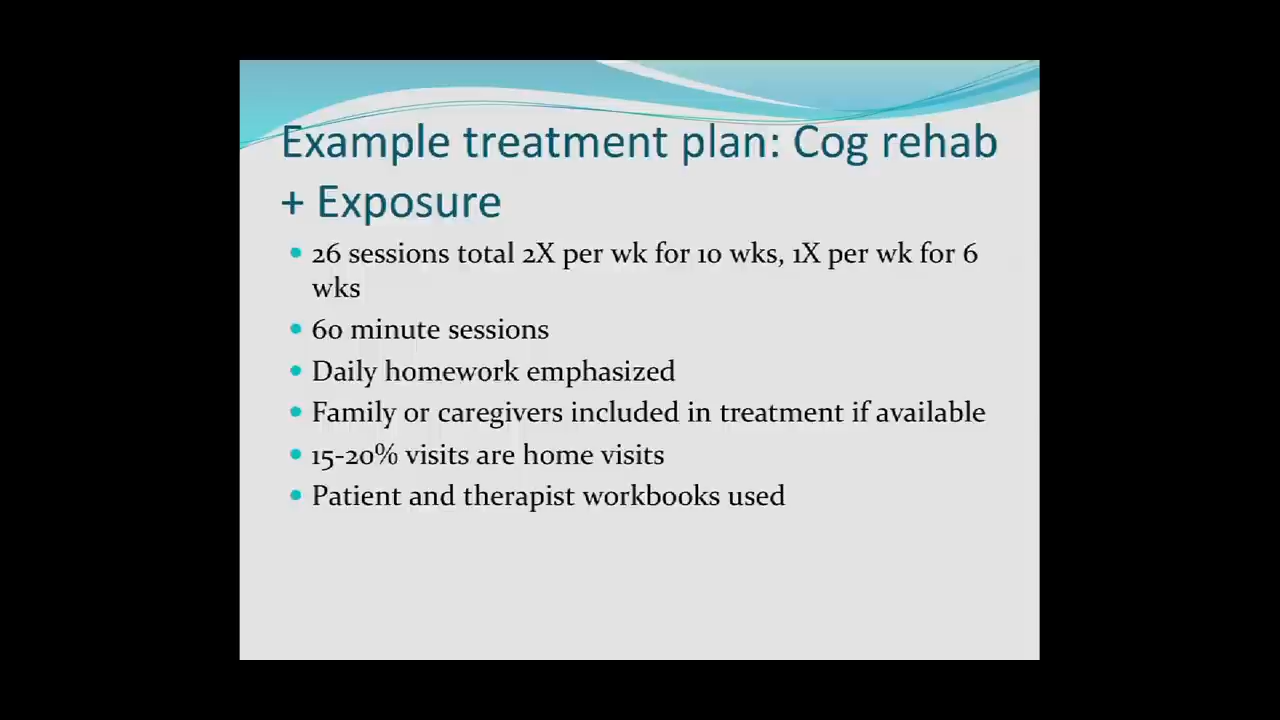 Example treatment plan: Cog rehab
+ Exposure
• 26 sessions total 2X per wk for 10 wks, 1X per wk for 6
wks
• 60 minute sessions
• Daily homework emphasized
• Family or caregivers included in treatment if available
• 15-20% visits are home visits
• Patient and therapist workbooks used